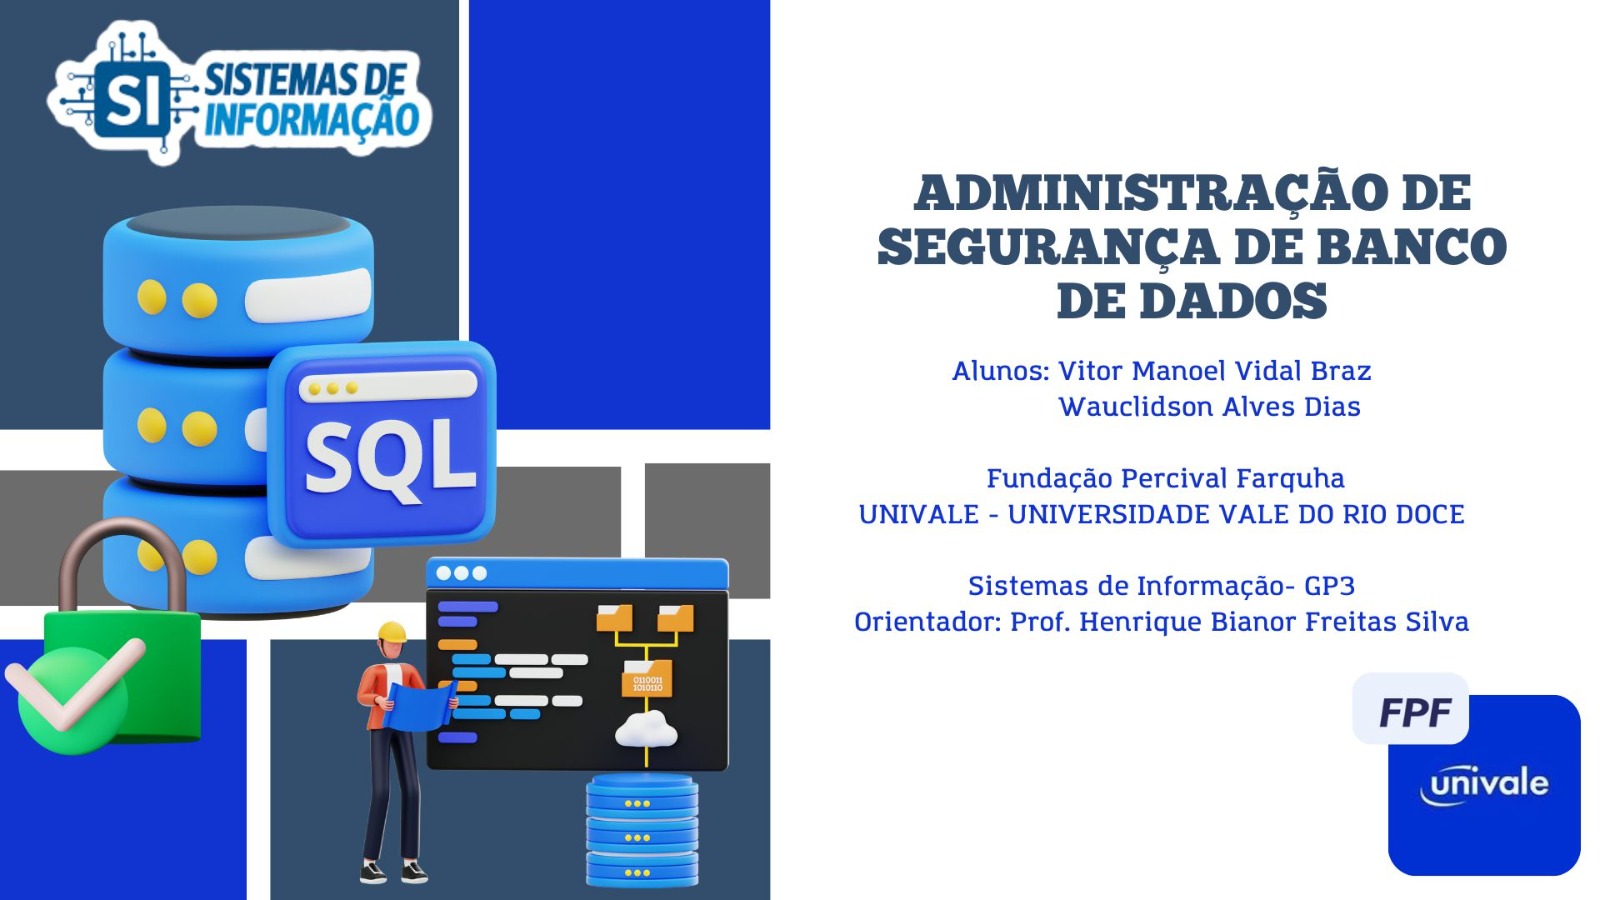 SI
SISTEMAS DE
INFORMAÇÃO
SQL
0110011
1010110
ADMINISTRAÇÃO DE
SEGURANÇA DE BANCO
DE DADOS
Alunos: Vitor Manoel Vidal Braz
Wauclidson Alves Dias
Fundação Percival Farquha
UNIVALE - UNIVERSIDADE VALE DO RIO DOCE
Sistemas de Informação- GP3
Orientador: Prof. Henrique Bianor Freitas Silva
FPF
univale